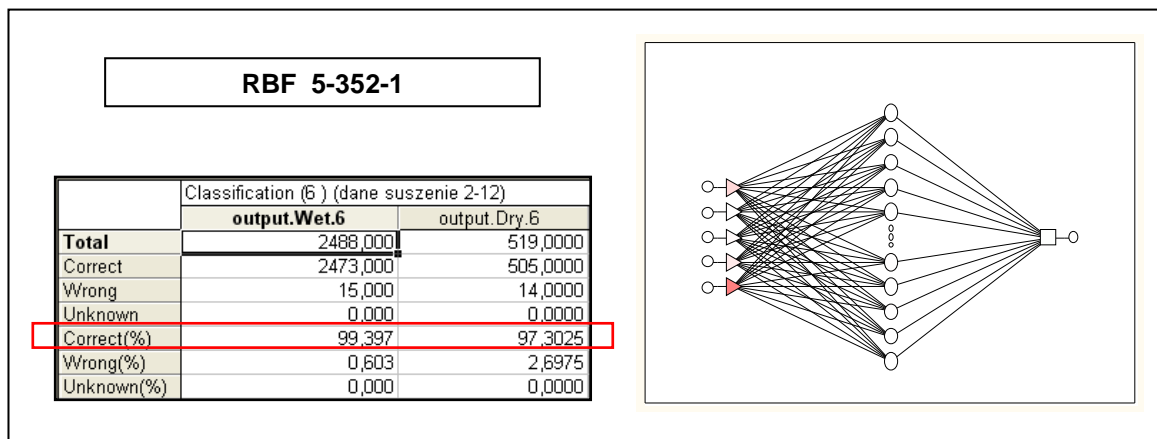 RBF 5-352-1
Classification (6 ) (dane suszenie 2-12)
output.Wet.6 output.Dry.6
Total 2488,000 519,0000
Correct 2473,000 505,0000
Wrong 15,000 14,0000
Unknown 0,000 0,0000
Correct(%) 99,397 97,3025
Wrong(%) 0,603 2,6975
Unknown(%) 0,000 0,0000